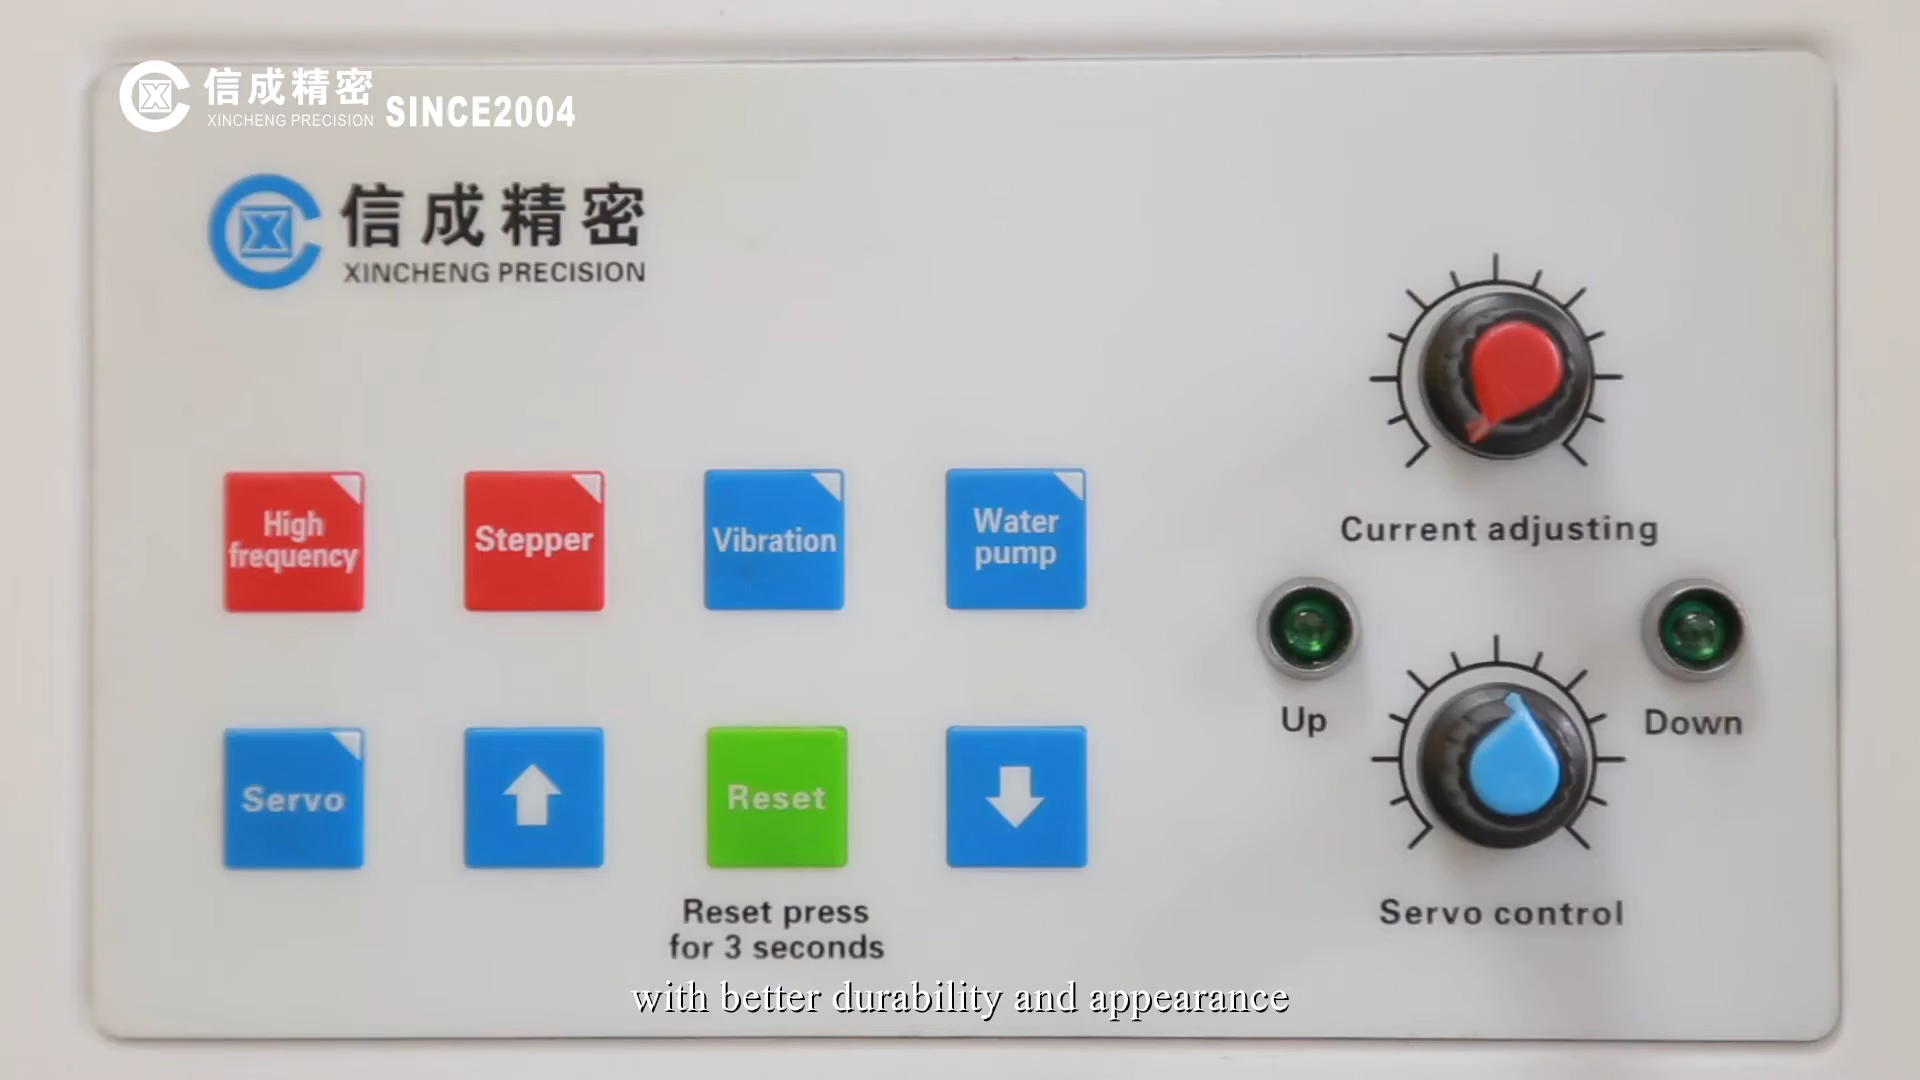 信成精密
XINCHENG PRECISION
SINCE2004
信成精密
XINCHENG PRECISION
High
frequency
Stepper
Vibration
Water
pump
Current adjusting
Up
Down
Servo
Reset
Servo control
Reset press
for 3 seconds
with better durability and appearance